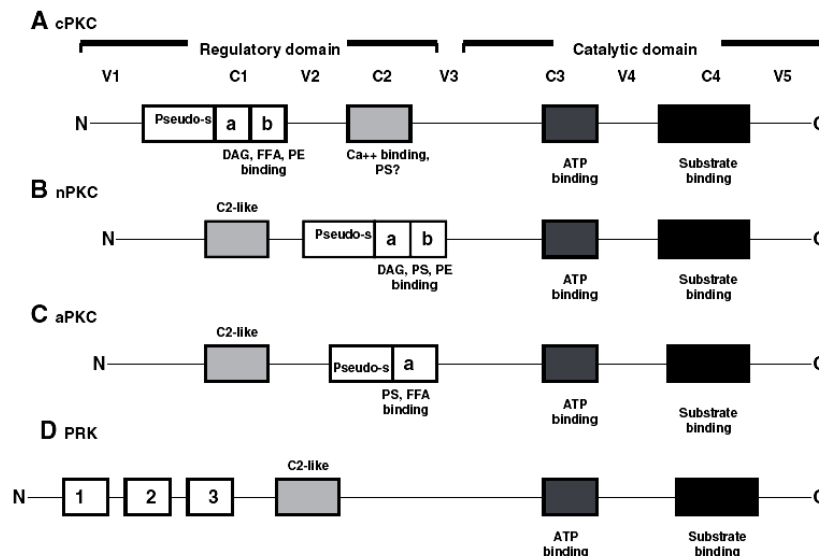 A cPKC
Regulatory domain Catalytic domain
V1 C1 V2 C2 V3 C3 V4 C4 V5
N Pseudo-s a b C
DAG, FFA, PE
binding
Ca++ binding,
PS?
ATP
binding
Substrate
binding
B nPKC
C2-like
N Pseudo-s a b C
DAG, PS, PE
binding
ATP
binding
Substrate
binding
C aPKC
C2-like
N Pseudo-s a C
PS, FFA
binding
ATP
binding
Substrate
binding
D PRK
C2-like
N 1 2 3 C
ATP
binding
Substrate
binding